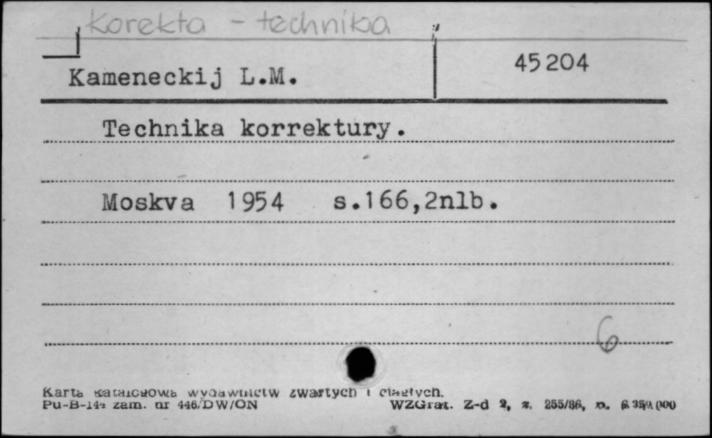 Korekta - technika
Kameneckij L.M.
45204
Technika korrektury.
Moskva 1954 s.166,2nlb.
6
Karta katalogowa wydawnictw zwartych i ciągłych.
Pu-B-144 zam. nr 446/DW/ON WZGraf. Z-d 2, z. 255/86, n.